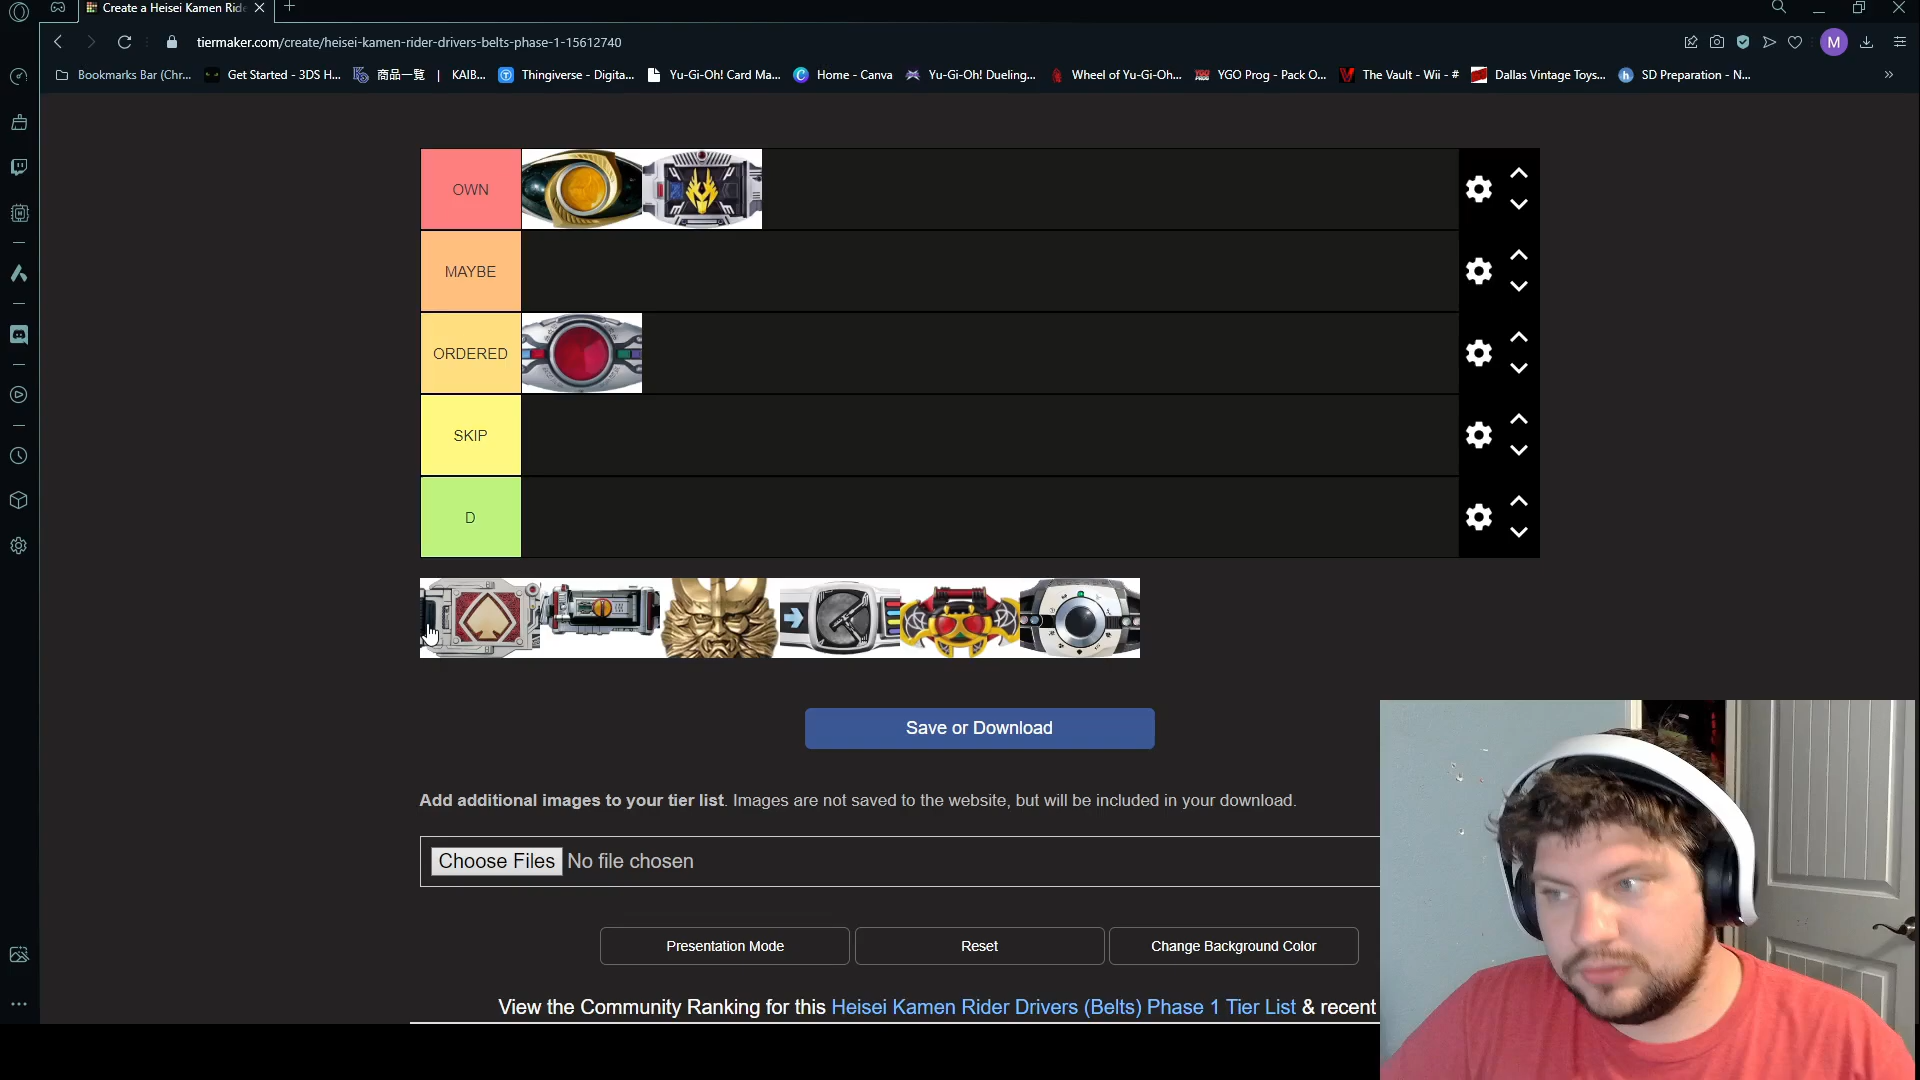 Create a Heisei Kamen Ride
tiermaker.com/create/heisei-kamen-rider-drivers-belts-phase-1-15612740
M
Bookmarks Bar (Chr...
Get Started - 3DS H...
商品一覧 | KAIB...
Thingiverse - Digita...
Yu-Gi-Oh! Card Ma...
Home - Canva
Yu-Gi-Oh! Dueling...
Wheel of Yu-Gi-Oh...
YGO Prog - Pack O...
The Vault - Wii - #
Dallas Vintage Toys...
SD Preparation - N...
OWN
MAYBE
ORDERED
SKIP
D
Save or Download
Add additional images to your tier list. Images are not saved to the website, but will be included in your download.
Choose Files No file chosen
Presentation Mode
Reset
Change Background Color
View the Community Ranking for this Heisei Kamen Rider Drivers (Belts) Phase 1 Tier List & recent